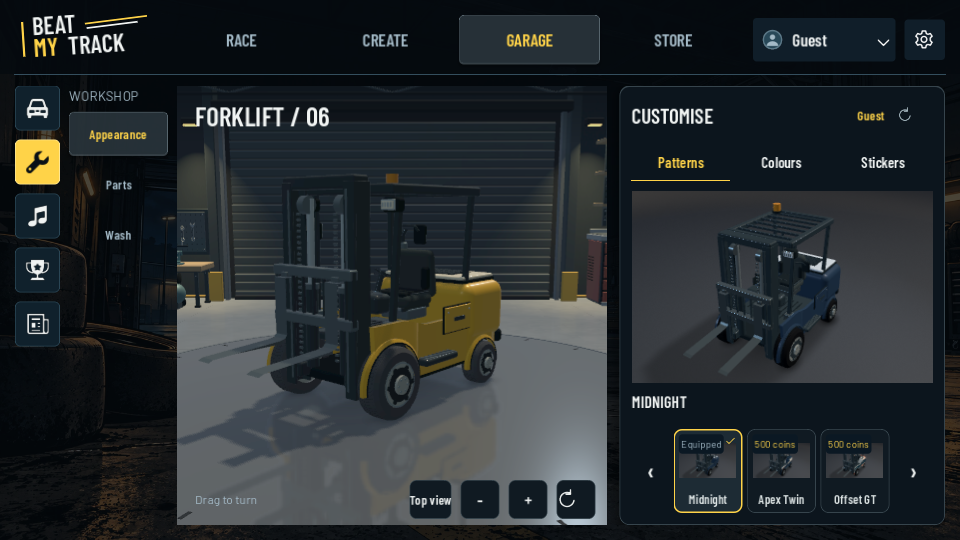 BEAT
MY TRACK
RACE
CREATE
GARAGE
STORE
Guest
WORKSHOP
Appearance
Parts
Wash
FORKLIFT / 06
Drag to turn
Top view
-
+
CUSTOMISE
Guest
Patterns
Colours
Stickers
MIDNIGHT
‹
Equipped
Midnight
500 coins
Apex Twin
500 coins
Offset GT
›